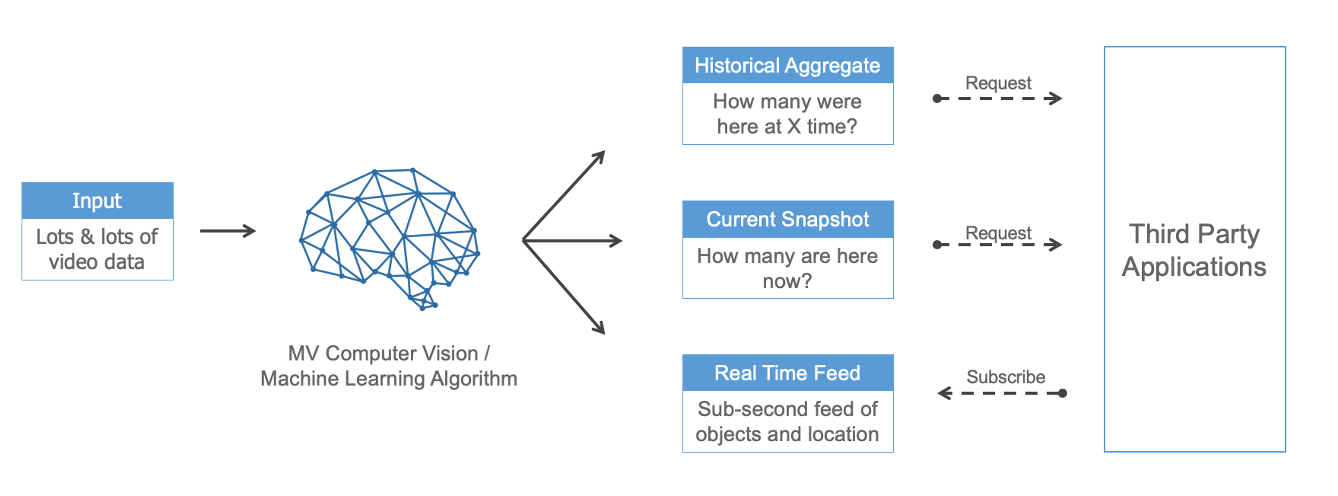 Input
Lots & lots of
video data
MV Computer Vision /
Machine Learning Algorithm
Historical Aggregate
How many were
here at X time?
Current Snapshot
How many are here
now?
Real Time Feed
Sub-second feed of
objects and location
Request
Request
Subscribe
Third Party
Applications